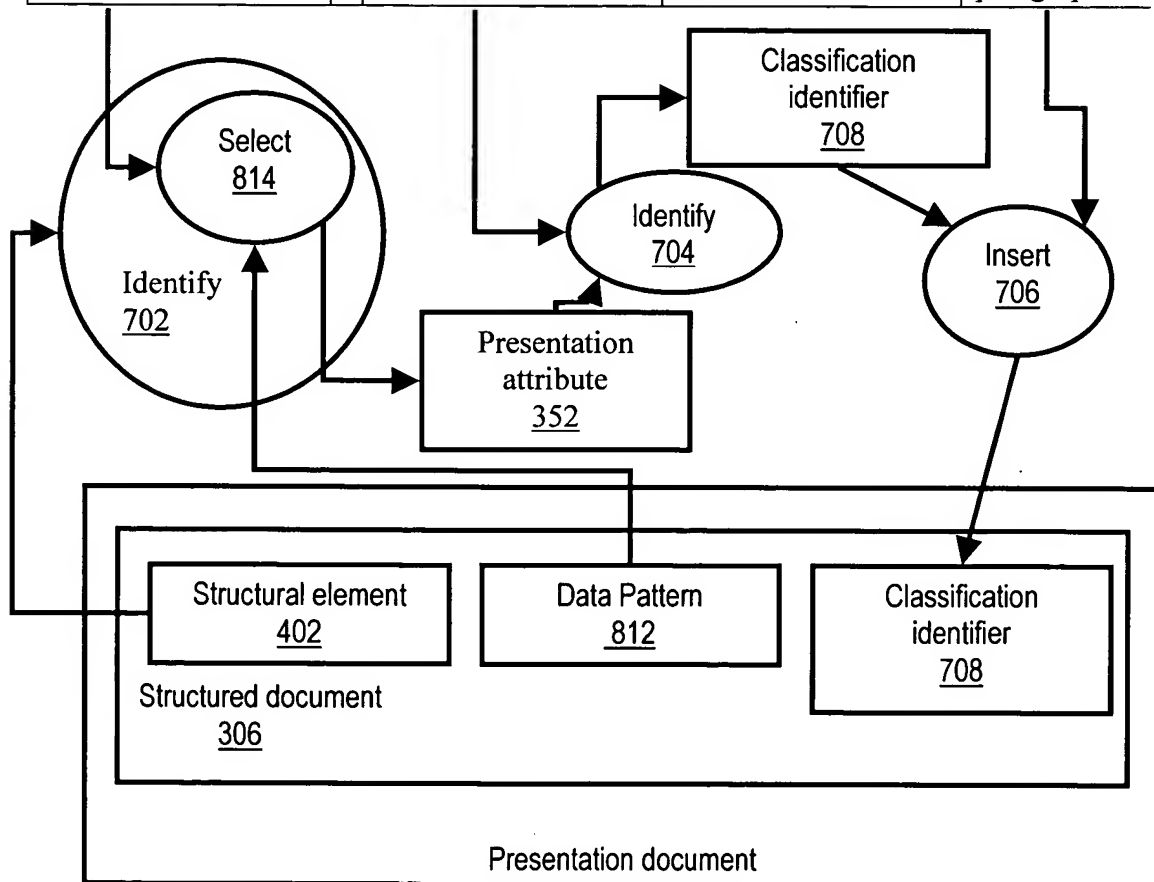 Classification
identifier
708
Select
814
Identify
704
Insert
706
Identify
702
Presentation
attribute
352
Structural element
402
Data Pattern
812
Classification
identifier
708
Structured document
306
Presentation document